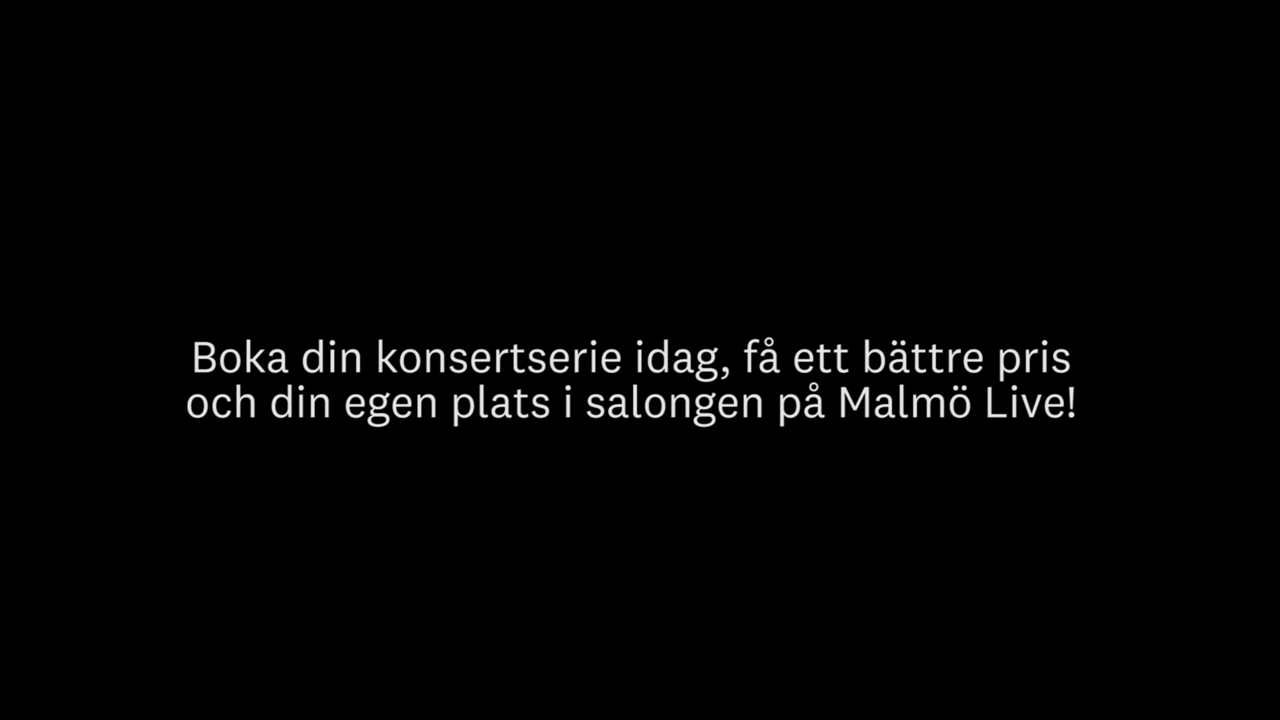 Boka din konsertserie idag, få ett bättre pris
och din egen plats i salongen på Malmö Live!